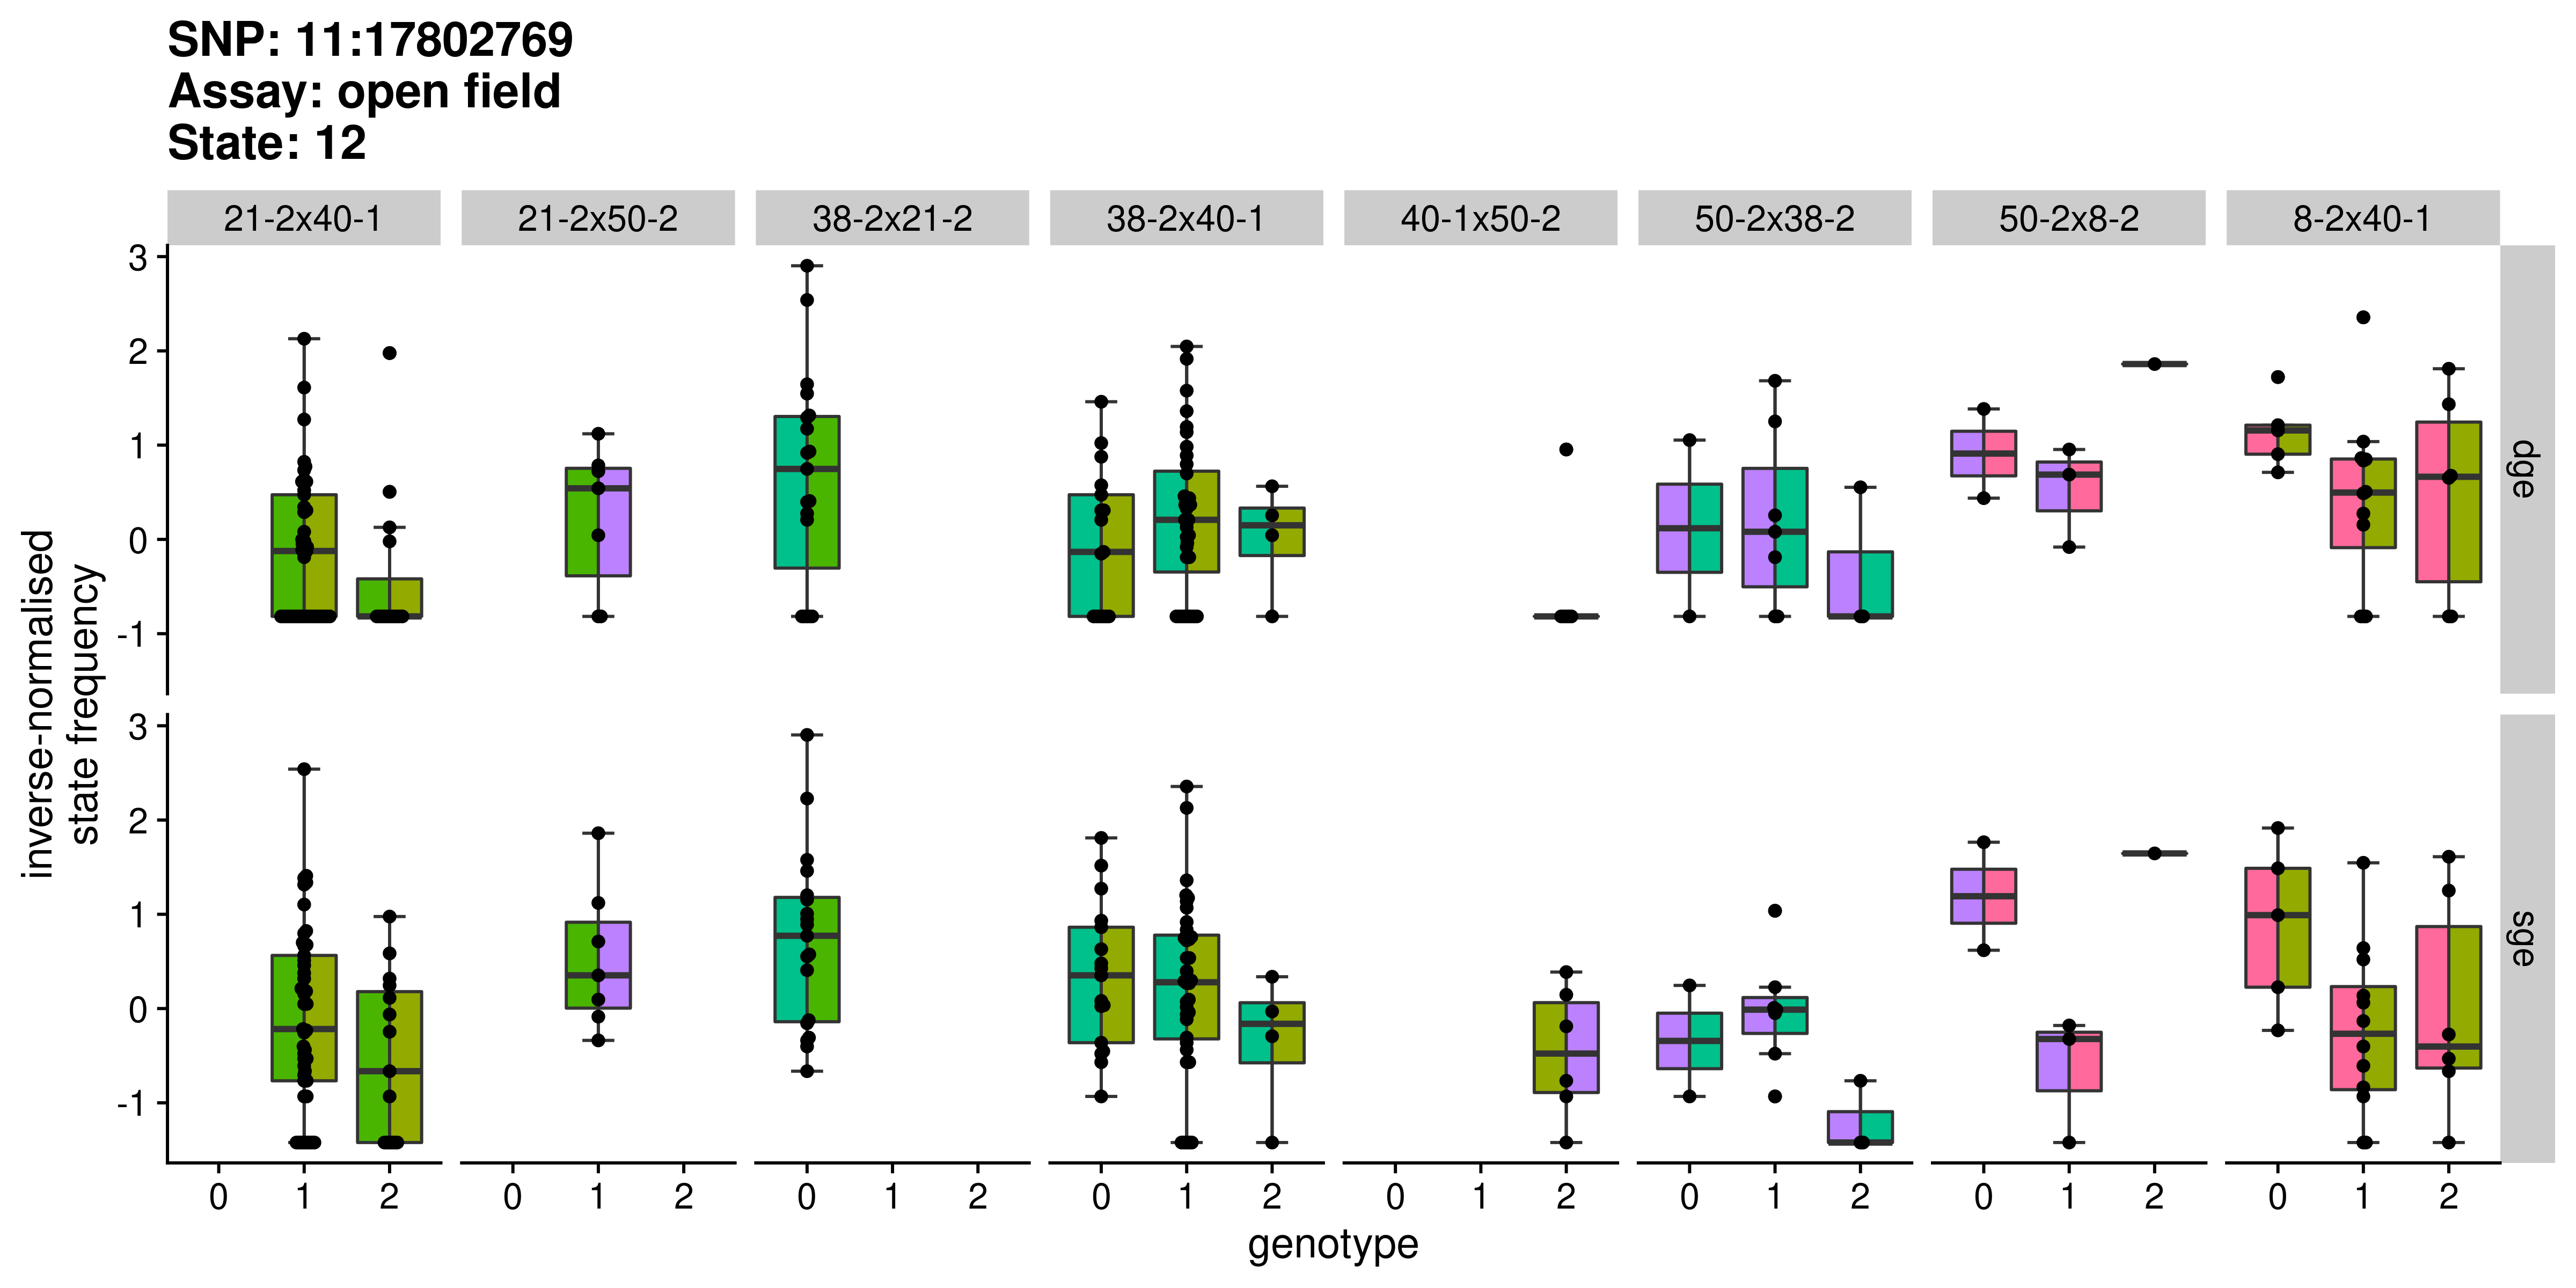 SNP: 11:17802769
Assay: open field
State: 12
21-2x40-1 21-2x50-2 38-2x21-2 38-2x40-1 40-1x50-2 50-2x38-2 50-2x8-2 8-2x40-1
3
2
1
0
-1
dge
3
2
1
0
-1
sge
inverse-normalised
state frequency
0 1 2 0 1 2 0 1 2 0 1 2 0 1 2 0 1 2 0 1 2 0 1 2
genotype